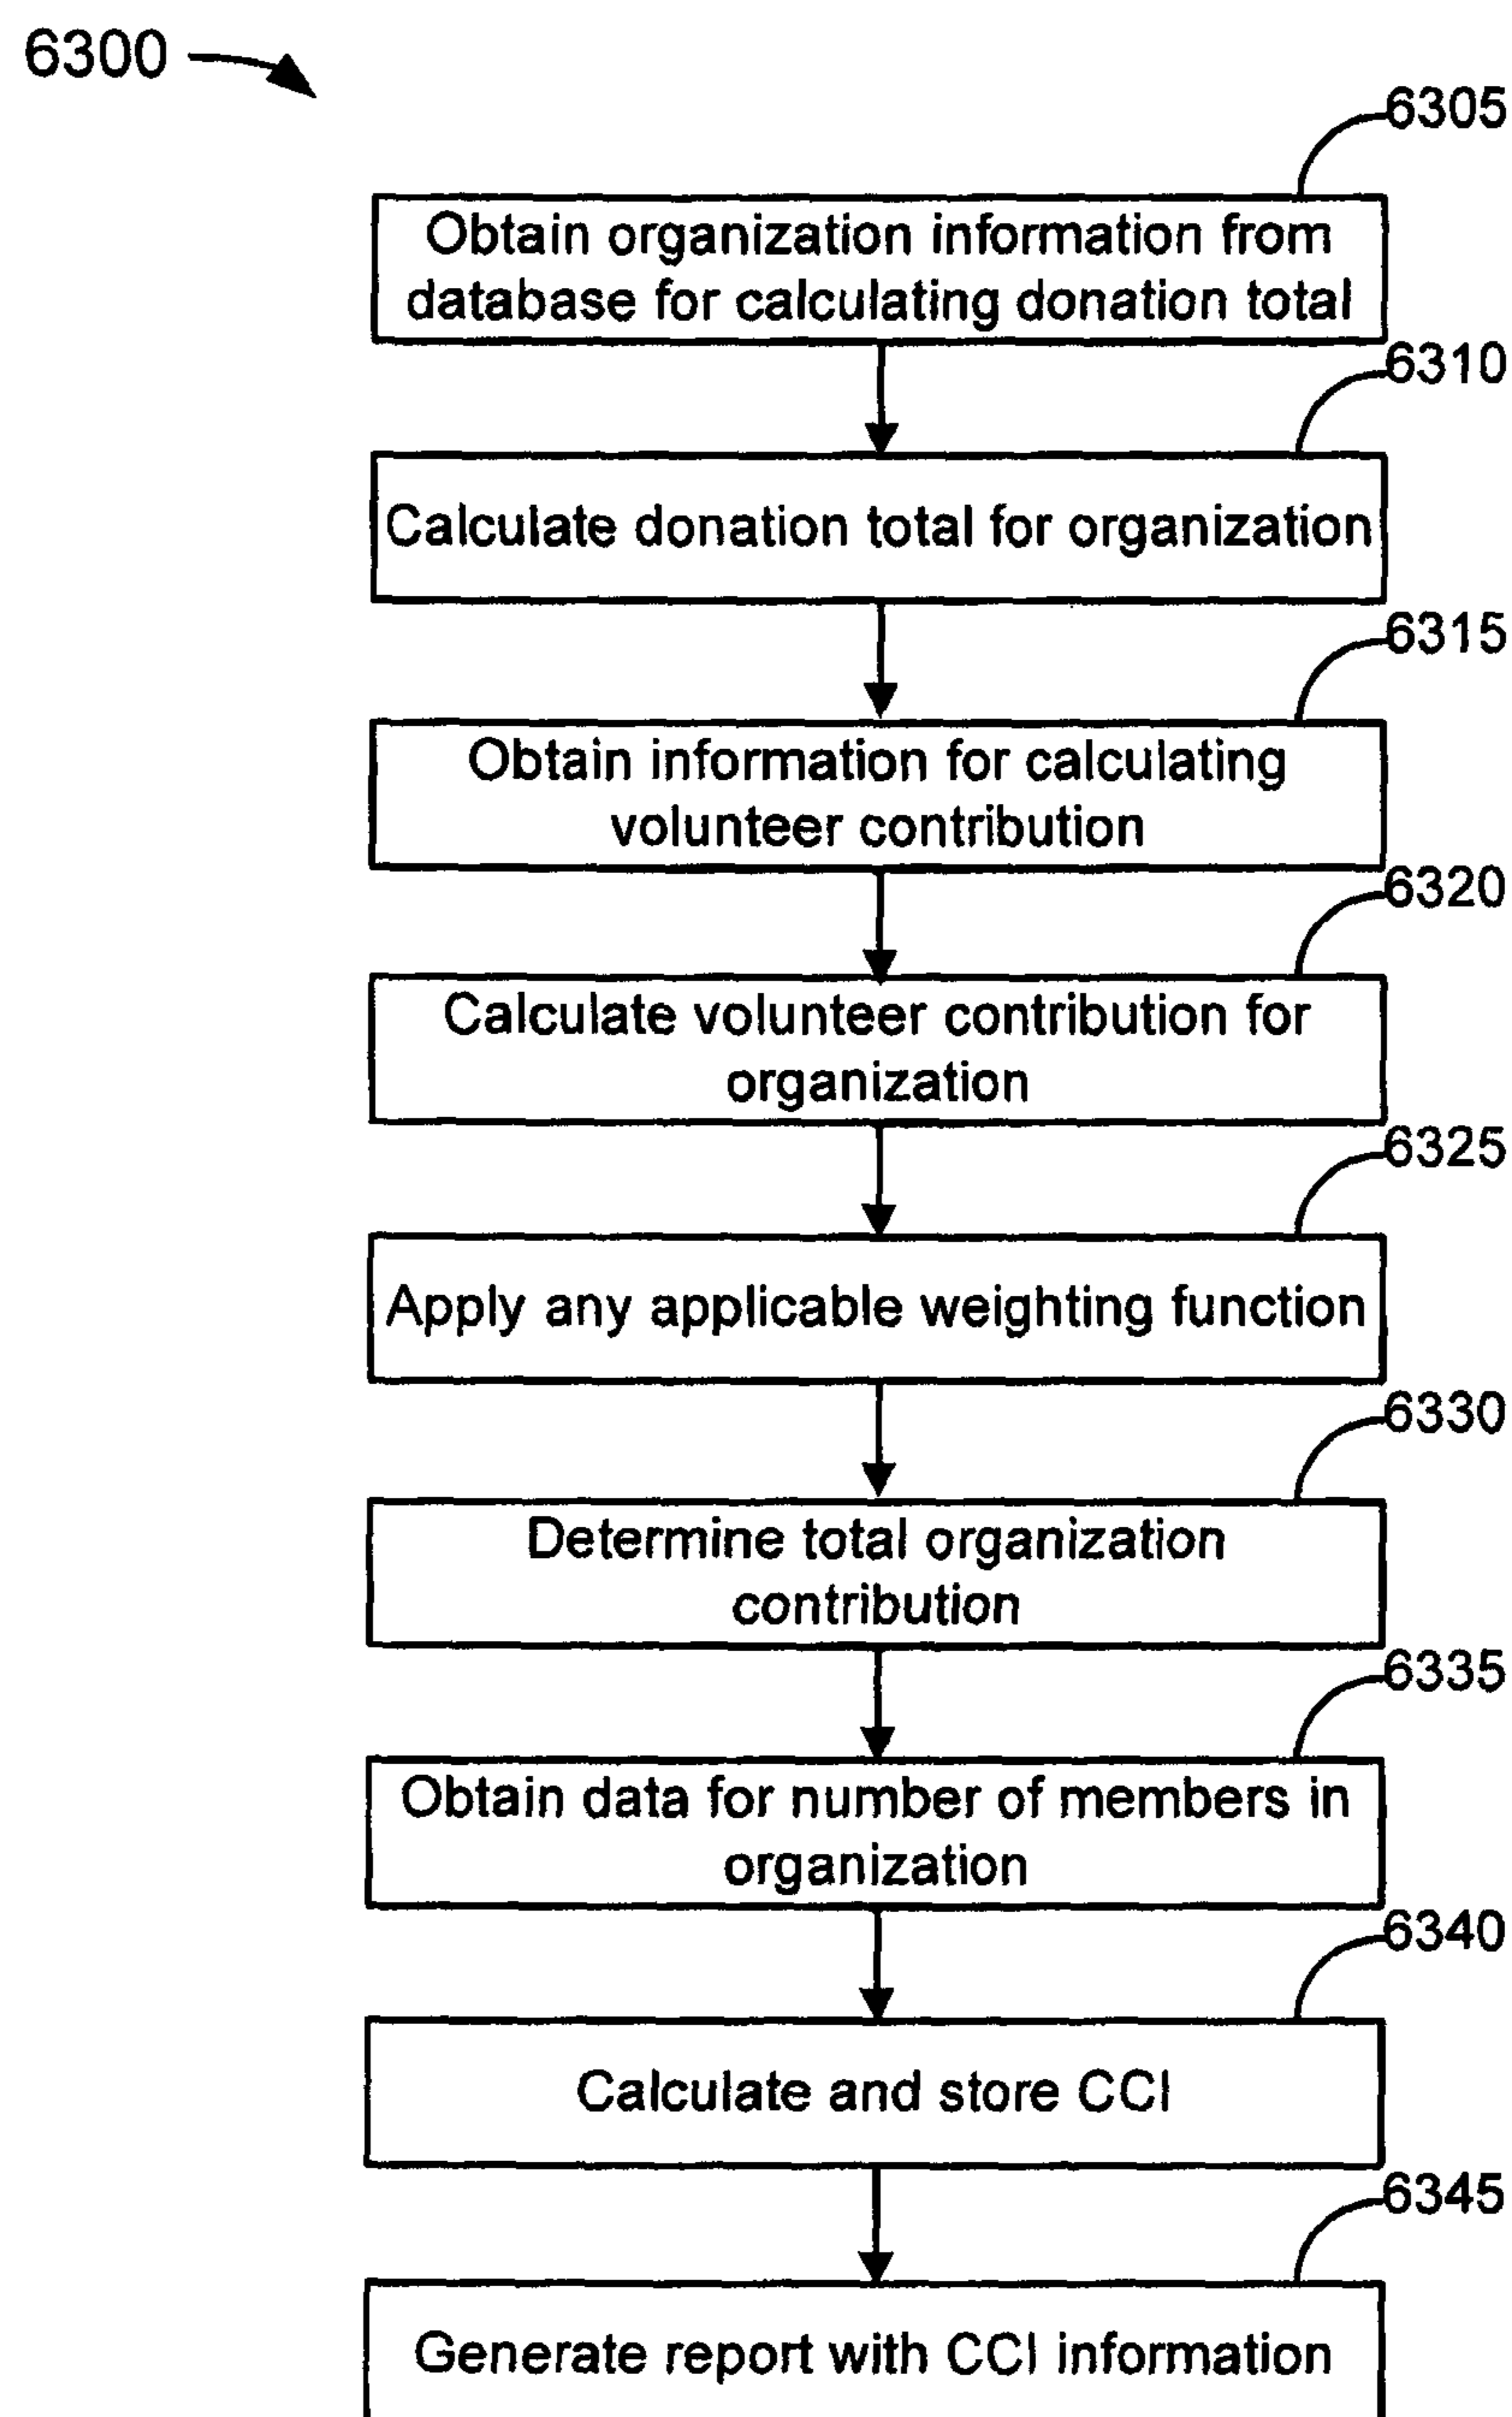 6300
6305
Obtain organization information from
database for calculating donation total
6310
Calculate donation total for organization
6315
Obtain information for calculating
volunteer contribution
6320
Calculate volunteer contribution for
organization
6325
Apply any applicable weighting function
6330
Determine total organization
contribution
6335
Obtain data for number of members in
organization
6340
Calculate and store CCI
6345
Generate report with CCI information